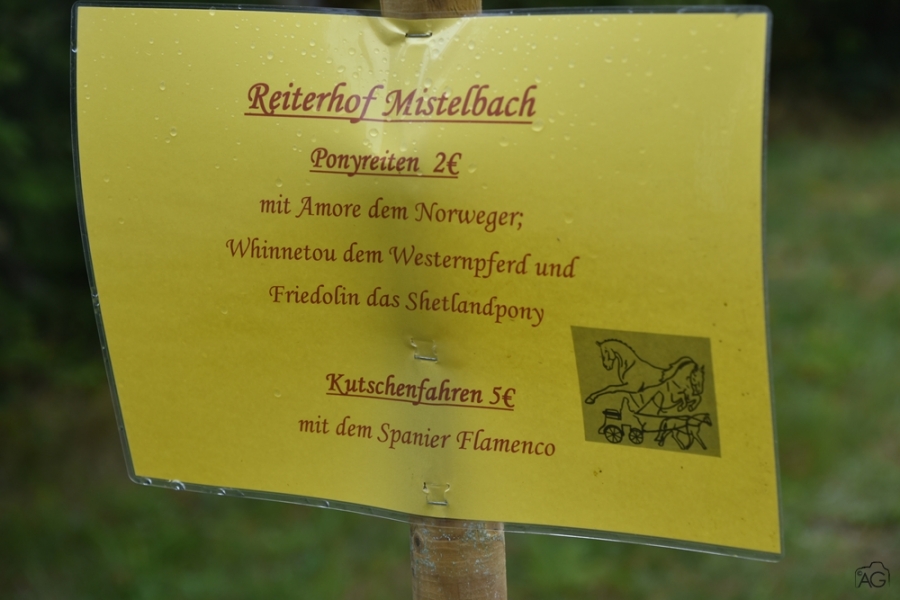 Reiterhof Mistelbach
Ponyreiten 2€
mit Amore dem Norweger;
Whinnetou dem Westernpferd und
Friedolin das Shetlandpony
Kutschenfahren 5€
mit dem Spanier Flamenco
©AG